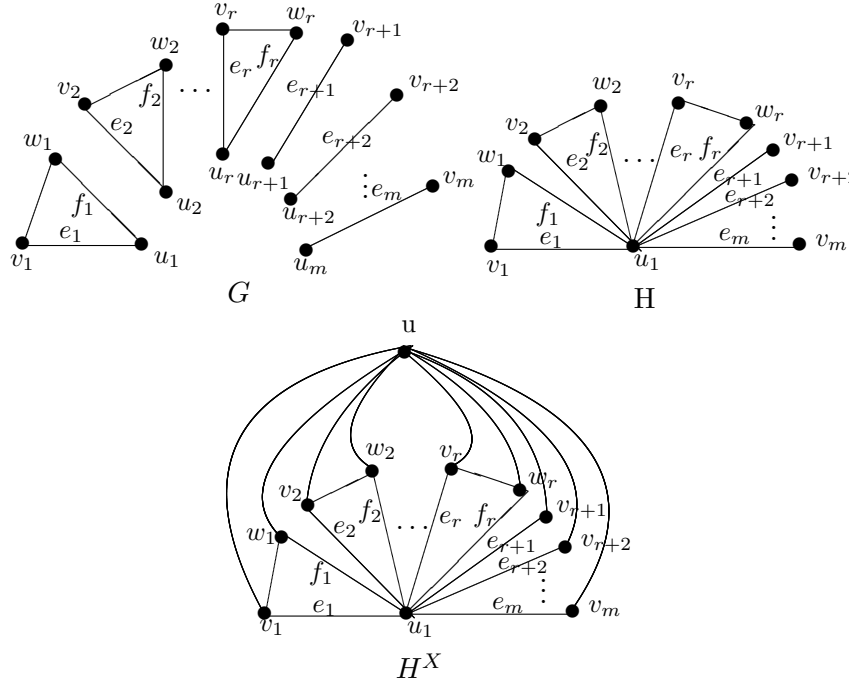 v_r w_r v_{r+1}
w_2
v_2 f_2 ··· e_r f_r e_{r+1} v_{r+2}
e_2 e_{r+2}
w_1 u_r u_{r+1}
f_1 u_2 u_{r+2} ⋮ e_m v_m
e_1
v_1 u_1 u_m
G
w_2 v_r
v_2 w_r
w_1 e_2 f_2 ··· e_r f_r v_{r+1}
e_{r+1} v_{r+2}
f_1 e_{r+2}
e_1 e_m ⋮ v_m
v_1 u_1
H
u
w_2 v_r
v_2 w_r
f_2 e_r f_r v_{r+1}
w_1 e_2 ··· e_{r+1} v_{r+2}
f_1 e_{r+2}
e_1 e_m ⋮ v_m
v_1 u_1
H^X